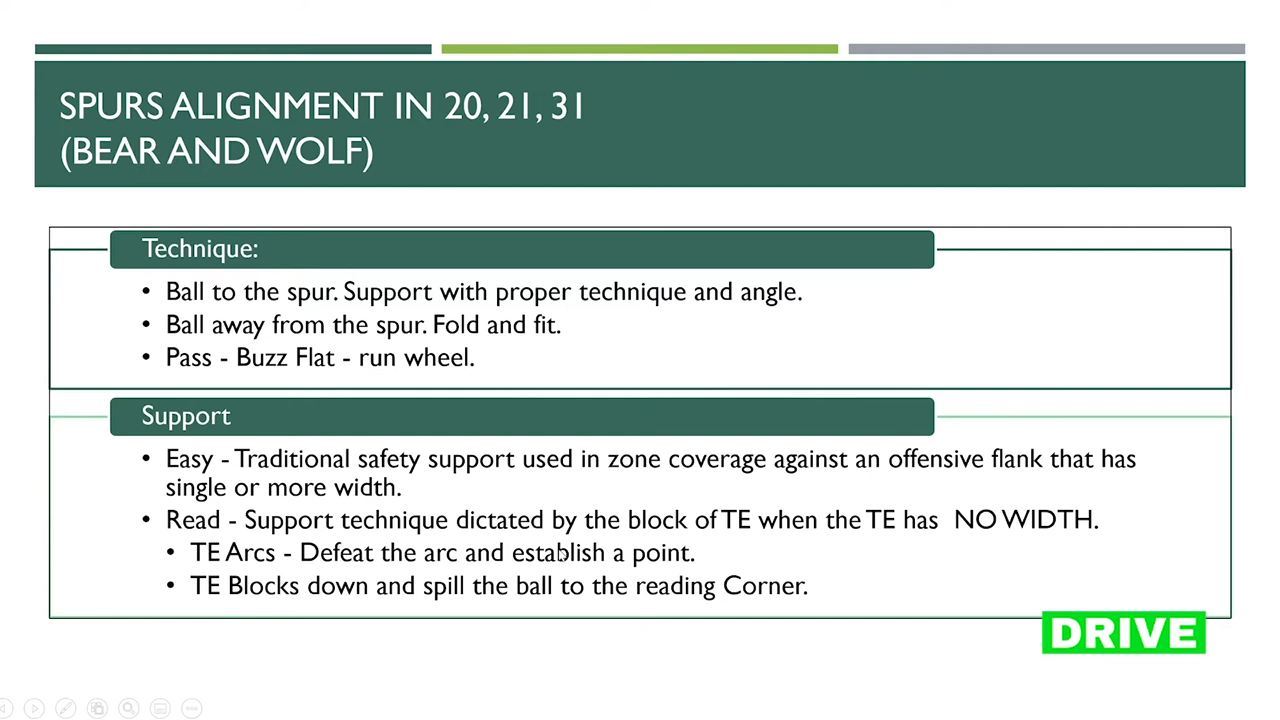 SPURS ALIGNMENT IN 20, 21, 31
(BEAR AND WOLF)
Technique:
• Ball to the spur. Support with proper technique and angle.
• Ball away from the spur. Fold and fit.
• Pass - Buzz Flat - run wheel.
Support
• Easy - Traditional safety support used in zone coverage against an offensive flank that has
single or more width.
• Read - Support technique dictated by the block of TE when the TE has NO WIDTH.
• TE Arcs - Defeat the arc and establish a point.
• TE Blocks down and spill the ball to the reading Corner.
DRIVE